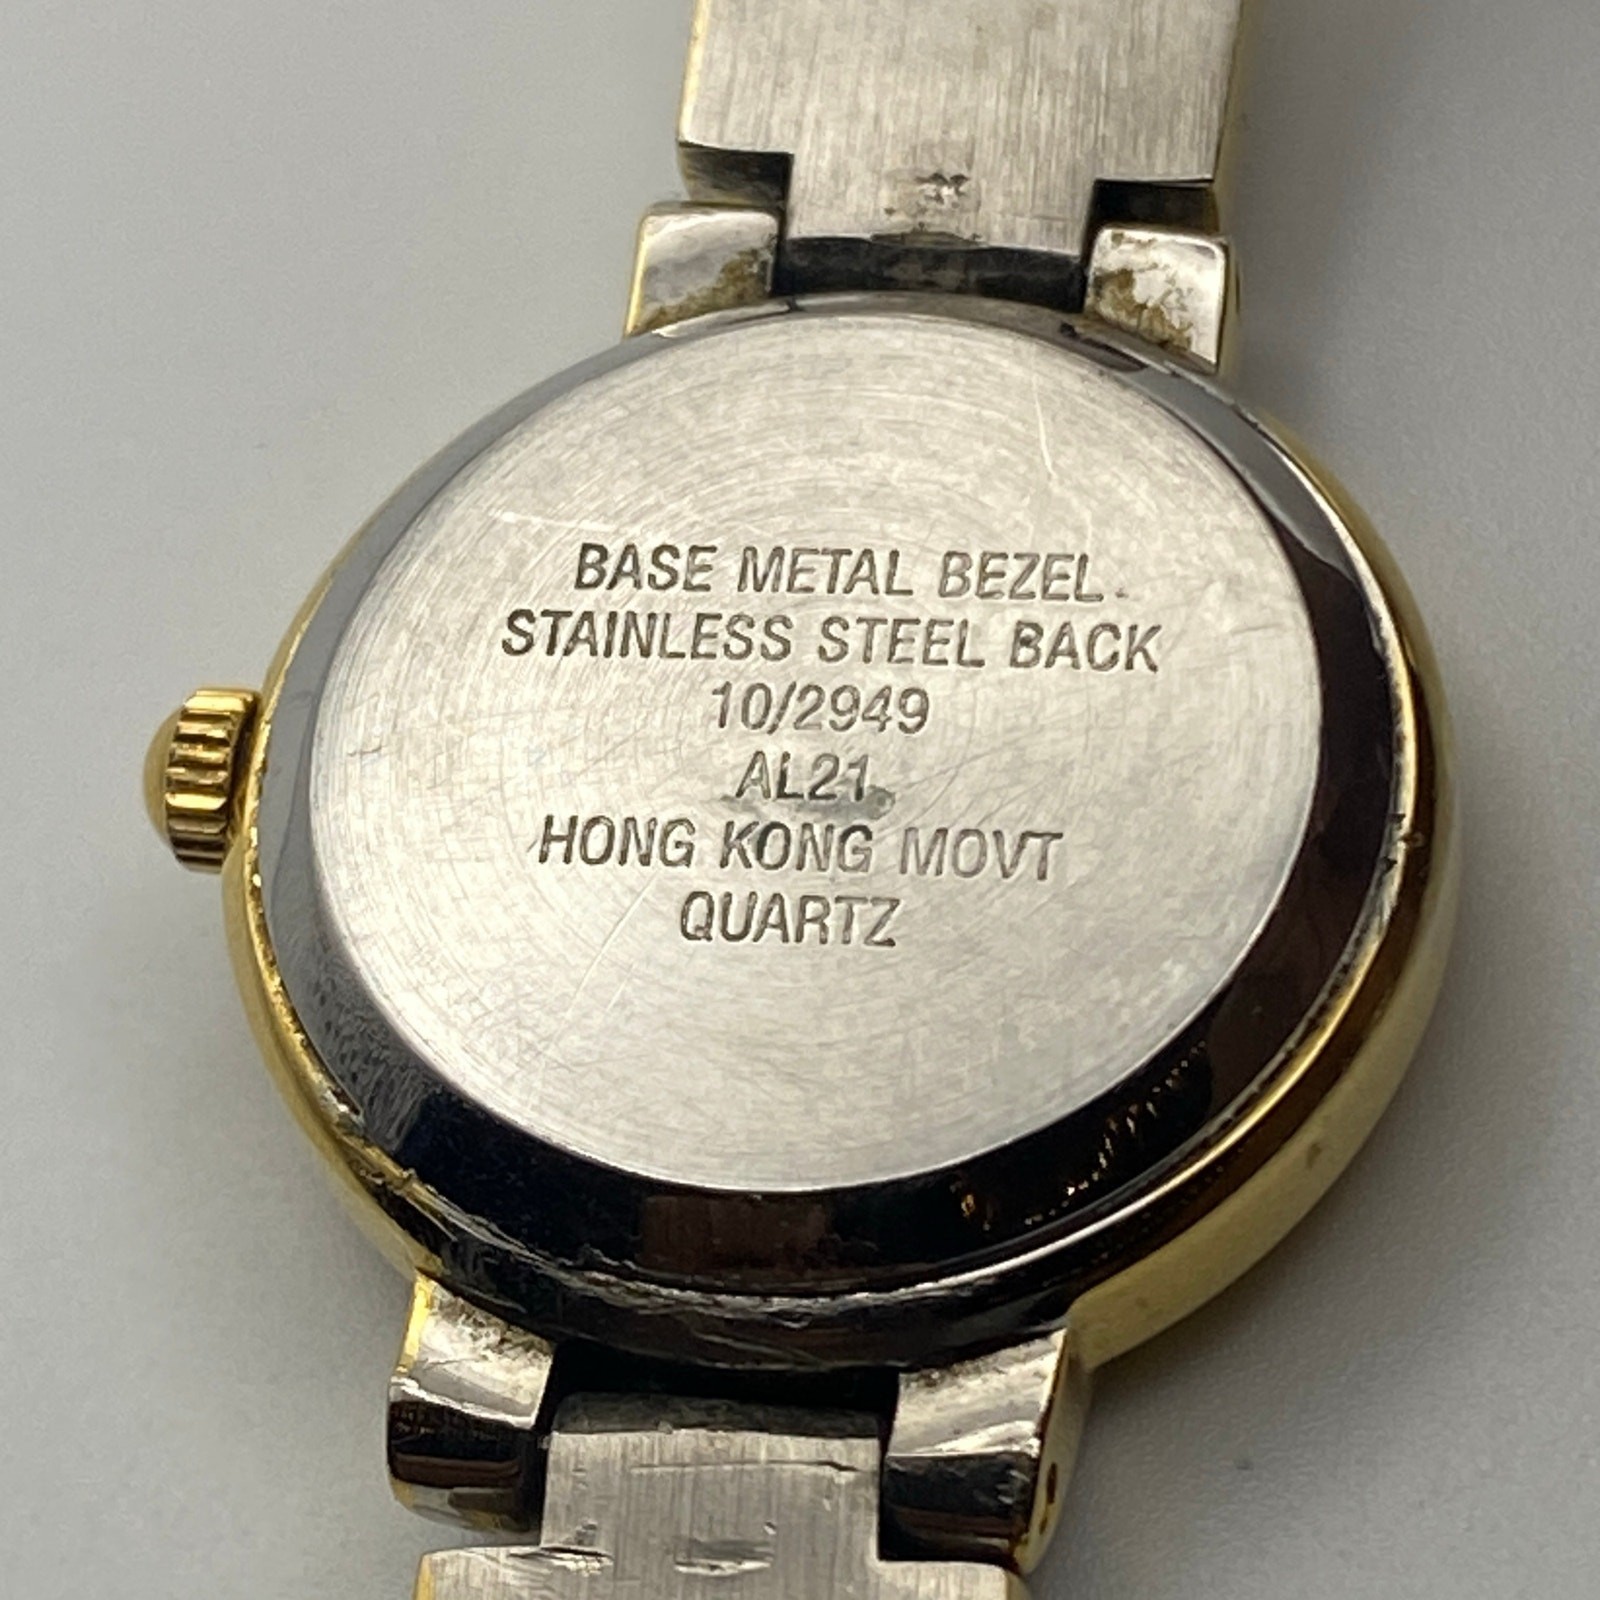 BASE METAL BEZEL
STAINLESS STEEL BACK
10/2949
AL21
HONG KONG MOVT
QUARTZ